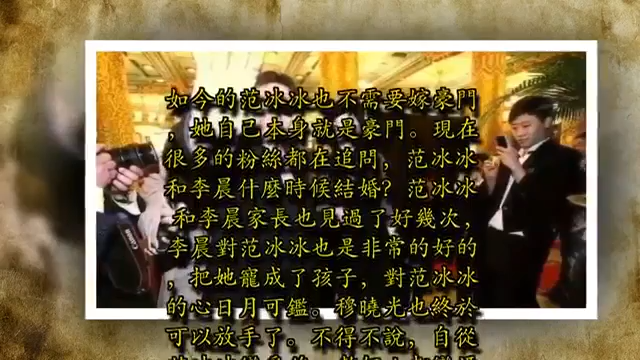 如今的范冰冰也不需要嫁豪門
，她自己本身就是豪門。現在
很多的粉絲都在追問，范冰冰
和李晨什麼時候結婚？范冰冰
和李晨家長也見過了好幾次，
李晨對范冰冰也是非常的好的
，把她寵成了孩子，對范冰冰
的心日月可鑑。穆曉光也終於
可以放手了。不得不說，自從